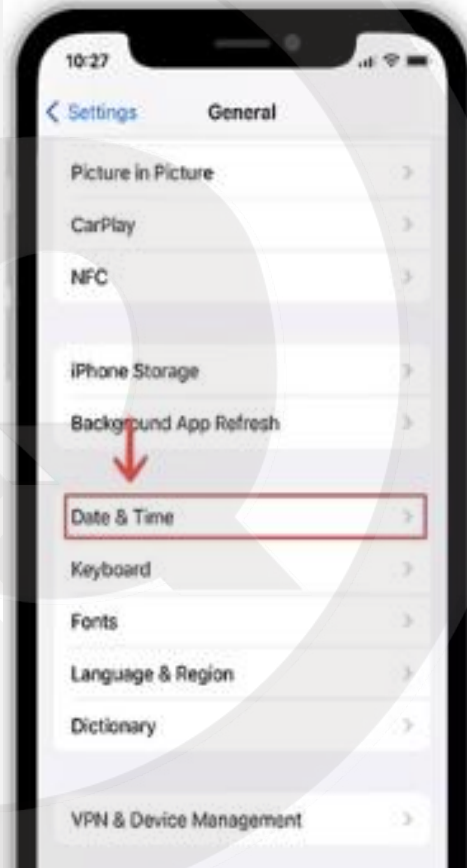 10:27
Settings
General
Picture in Picture
CarPlay
NFC
iPhone Storage
Background App Refresh
Date & Time
Keyboard
Fonts
Language & Region
Dictionary
VPN & Device Management